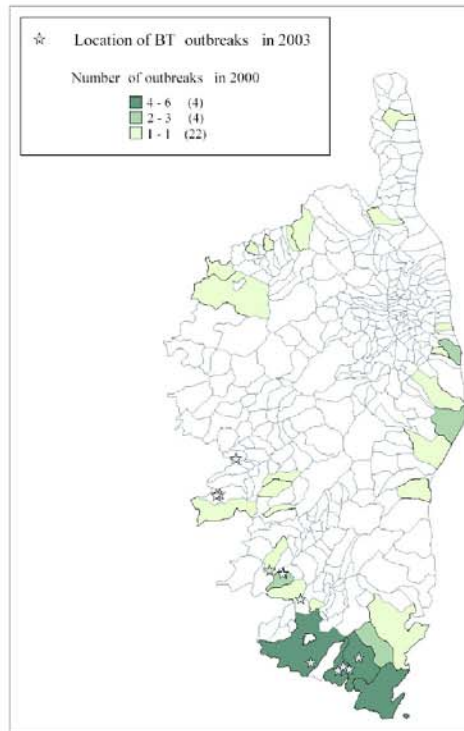 Location of BT outbreaks in 2003
Number of outbreaks in 2000
4 - 6 (4)
2 - 3 (4)
1 - 1 (22)